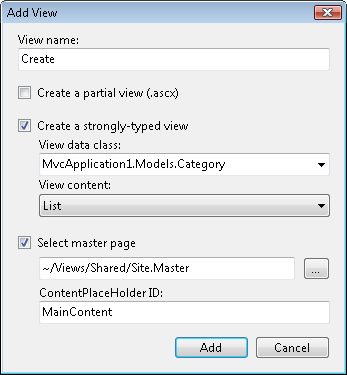 Add View
View name:
Create
Create a partial view (.ascx)
Create a strongly-typed view
View data class:
MvcApplication1.Models.Category
View content:
List
Select master page
~/Views/Shared/Site.Master
...
ContentPlaceHolder ID:
MainContent
Add Cancel